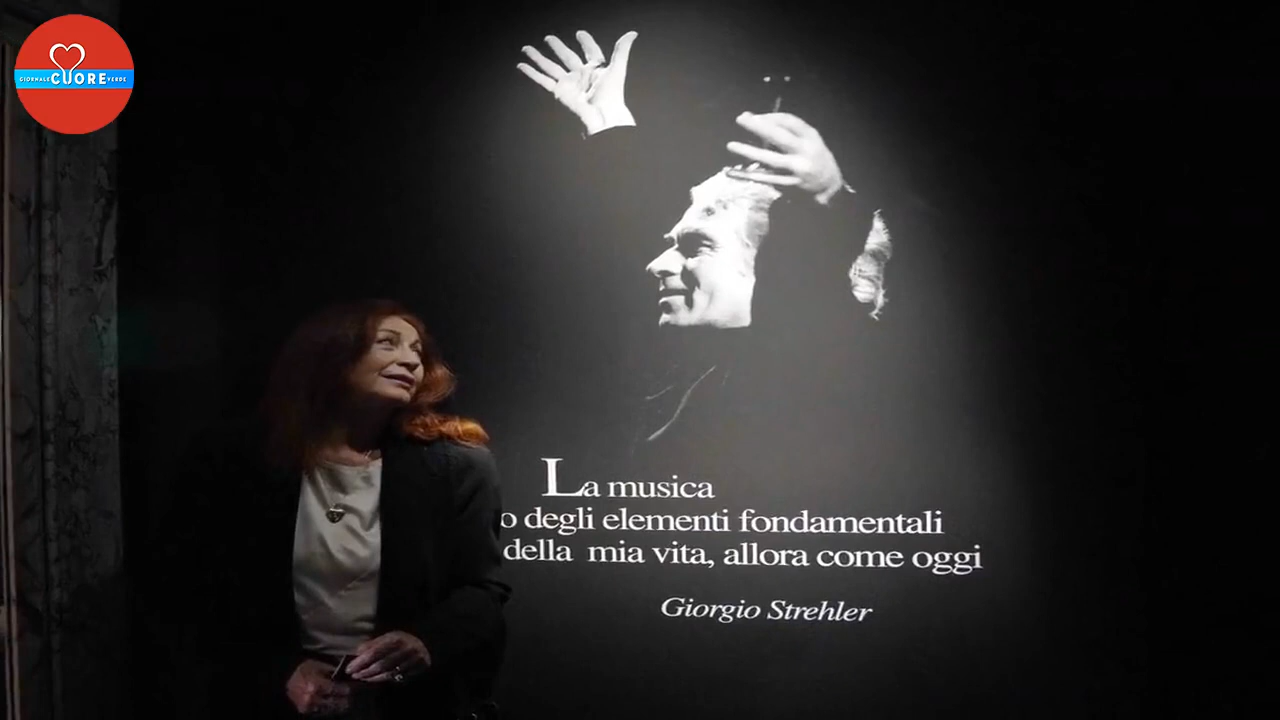 GIORNALE CUORE VERDE
La musica
o degli elementi fondamentali
della mia vita, allora come oggi
Giorgio Strehler